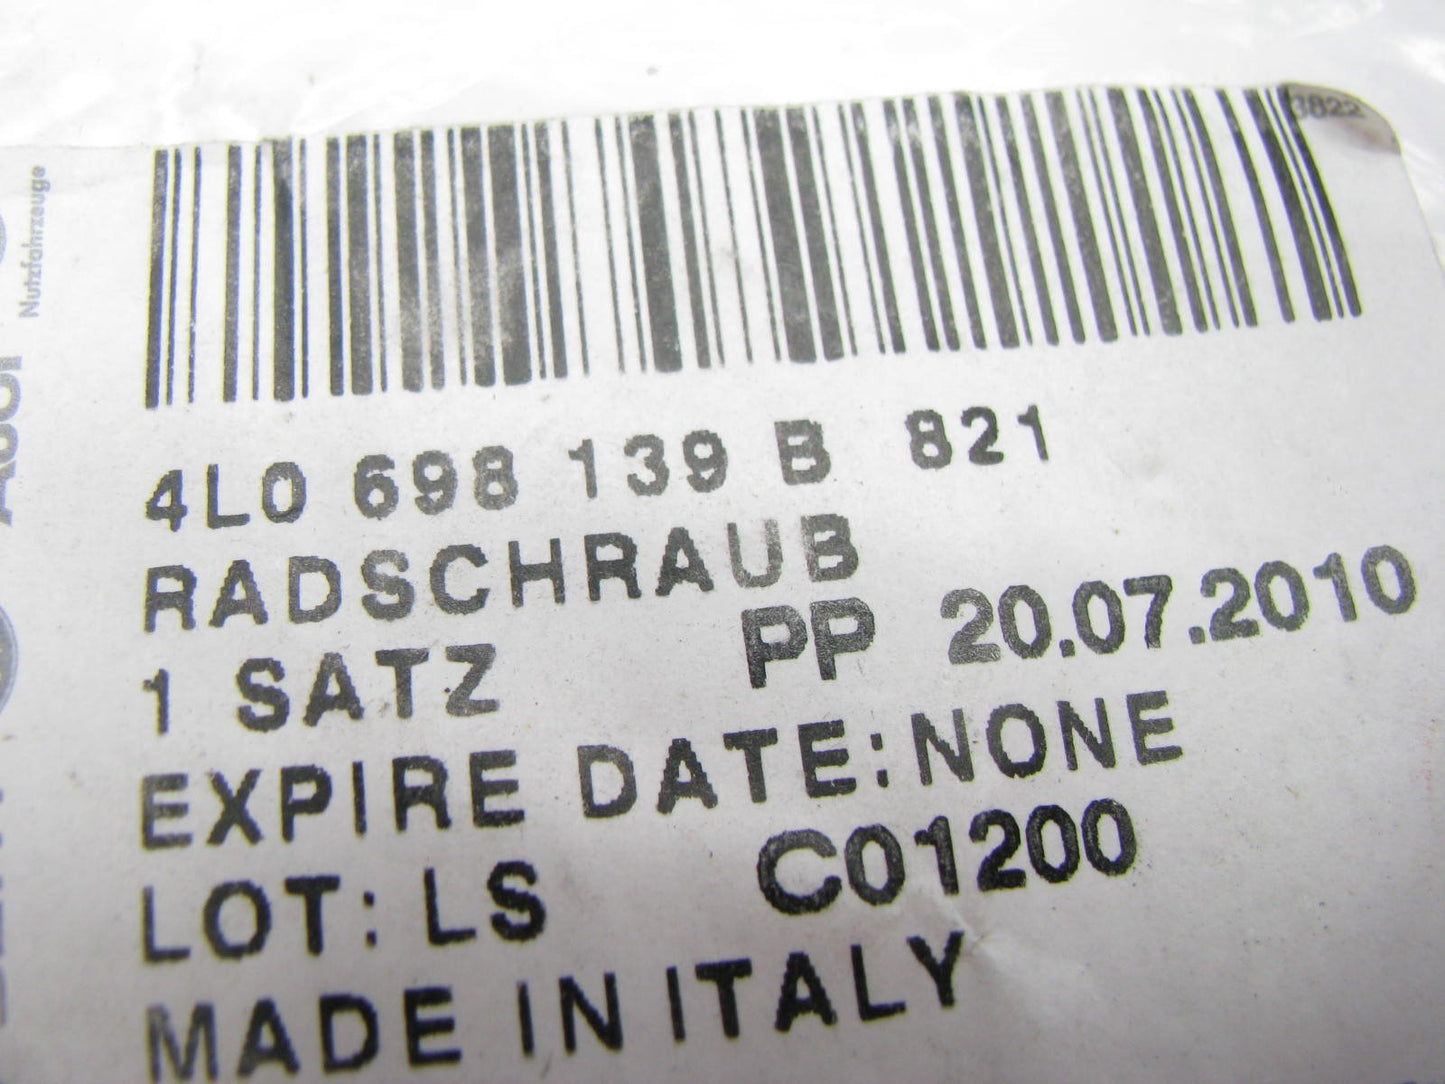 3822
Nutzfahrzeuge
4L0 698 139 B 821
RADSCHRAUB
1 SATZ PP 20.07.2010
EXPIRE DATE:NONE
LOT: LS C01200
MADE IN ITALY